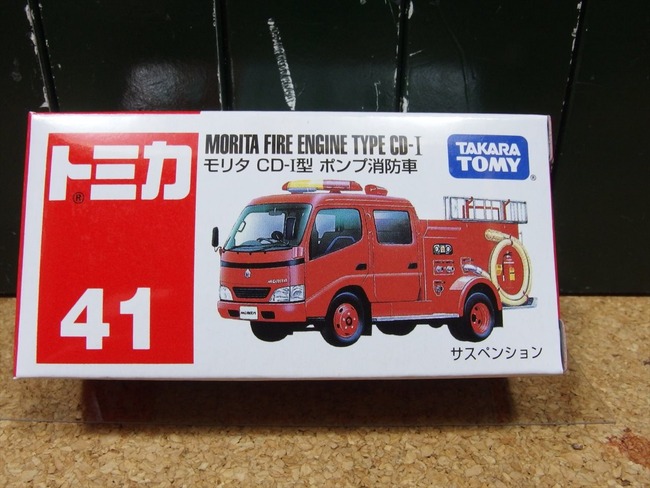 トミカ
®
41
MORITA FIRE ENGINE TYPE CD-I
モリタ CD-I型 ポンプ消防車
TAKARA
TOMY
®
サスペンション
MORITA